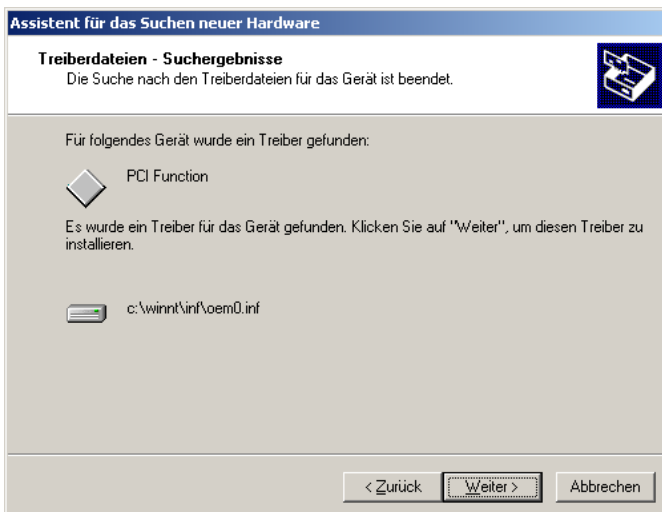 Assistent für das Suchen neuer Hardware
Treiberdateien - Suchergebnisse
Die Suche nach den Treiberdateien für das Gerät ist beendet.
Für folgendes Gerät wurde ein Treiber gefunden:
PCI Function
Es wurde ein Treiber für das Gerät gefunden. Klicken Sie auf "Weiter", um diesen Treiber zu
installieren.
c:\winnt\inf\oem0.inf
< Zurück
Weiter >
Abbrechen